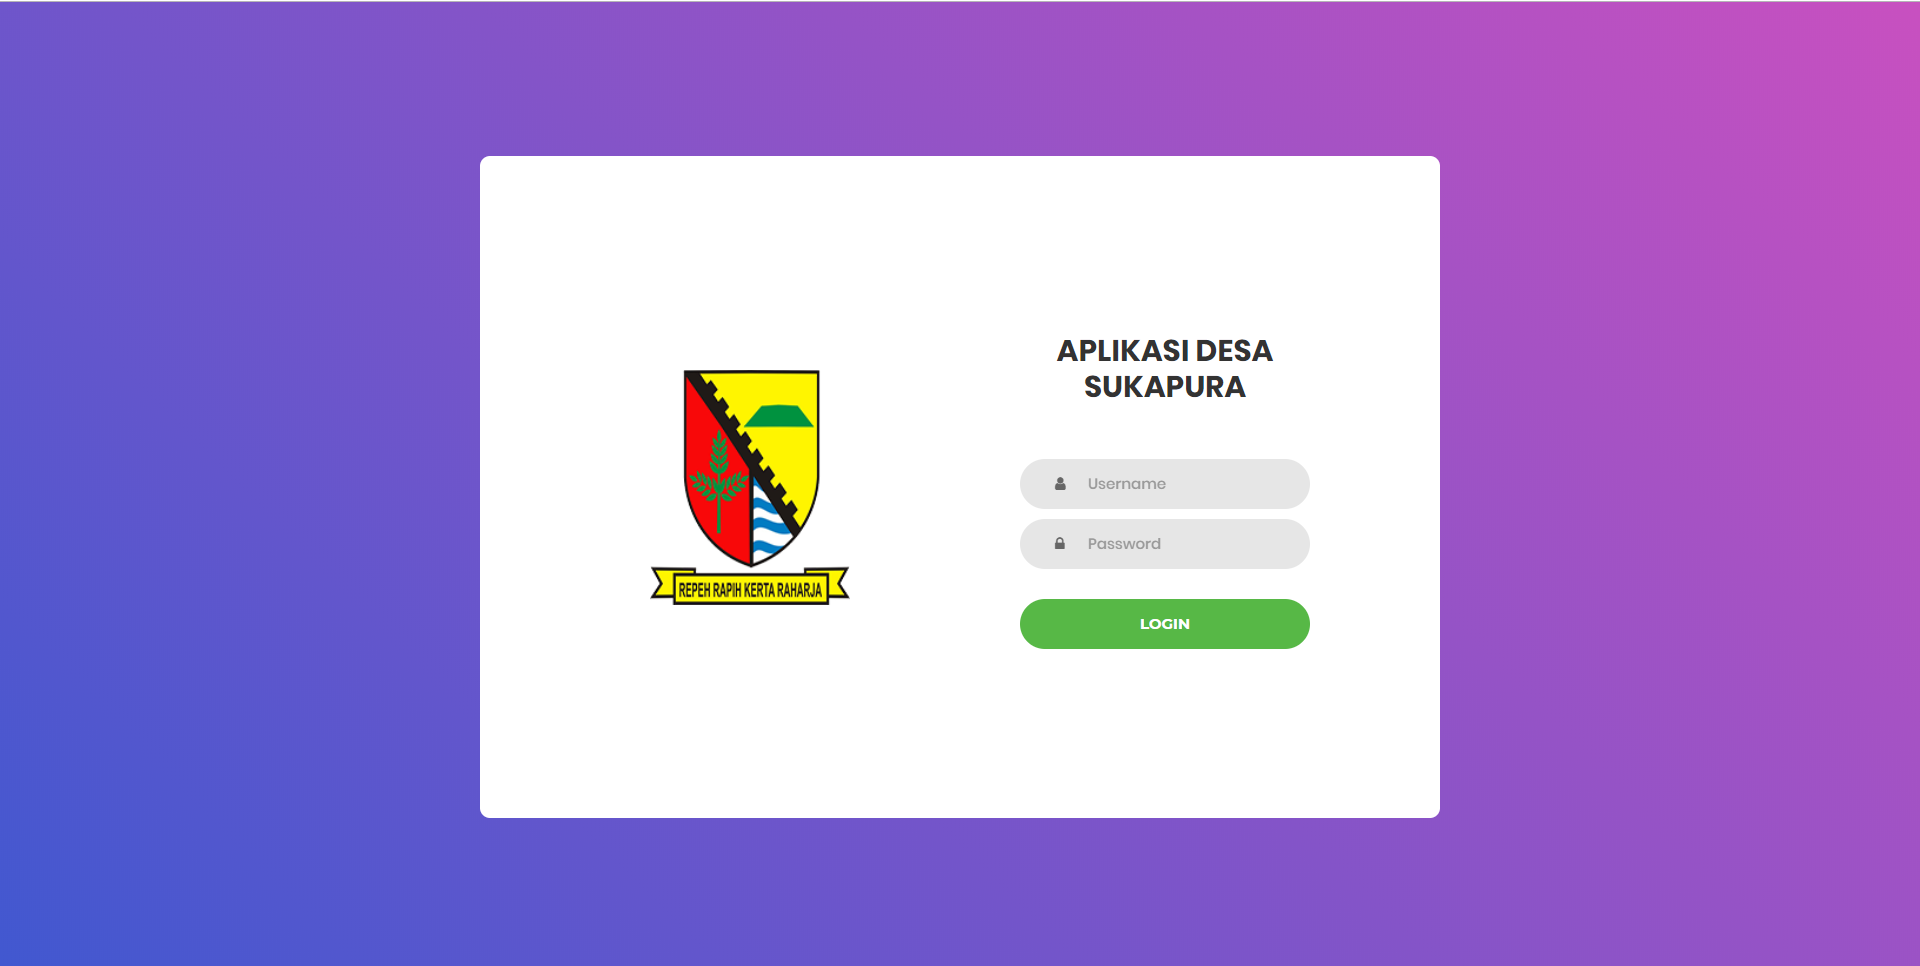 REPEH RAPIH KERTA RAHARJA
APLIKASI DESA
SUKAPURA
Username
Password
LOGIN